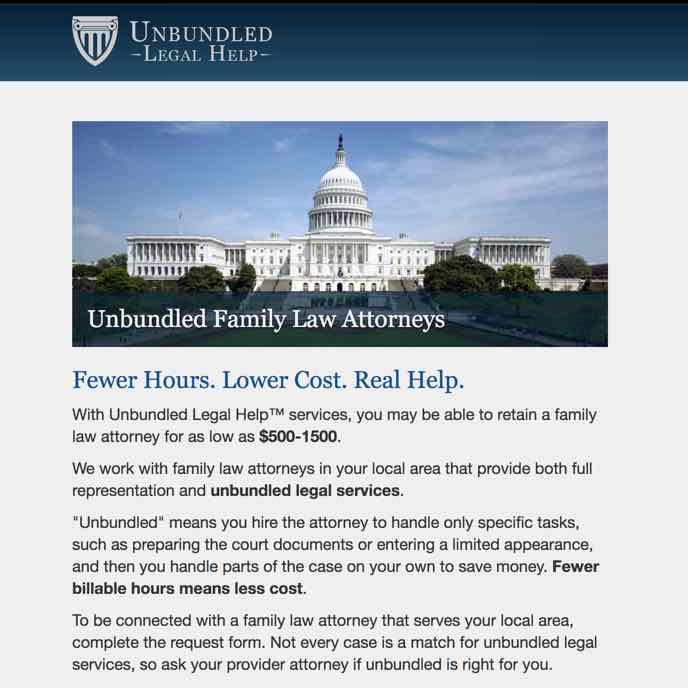 UNBUNDLED
-LEGAL HELP-
Unbundled Family Law Attorneys
Fewer Hours. Lower Cost. Real Help.
With Unbundled Legal Help™ services, you may be able to retain a family
law attorney for as low as $500-1500.
We work with family law attorneys in your local area that provide both full
representation and unbundled legal services.
"Unbundled" means you hire the attorney to handle only specific tasks,
such as preparing the court documents or entering a limited appearance,
and then you handle parts of the case on your own to save money. Fewer
billable hours means less cost.
To be connected with a family law attorney that serves your local area,
complete the request form. Not every case is a match for unbundled legal
services, so ask your provider attorney if unbundled is right for you.